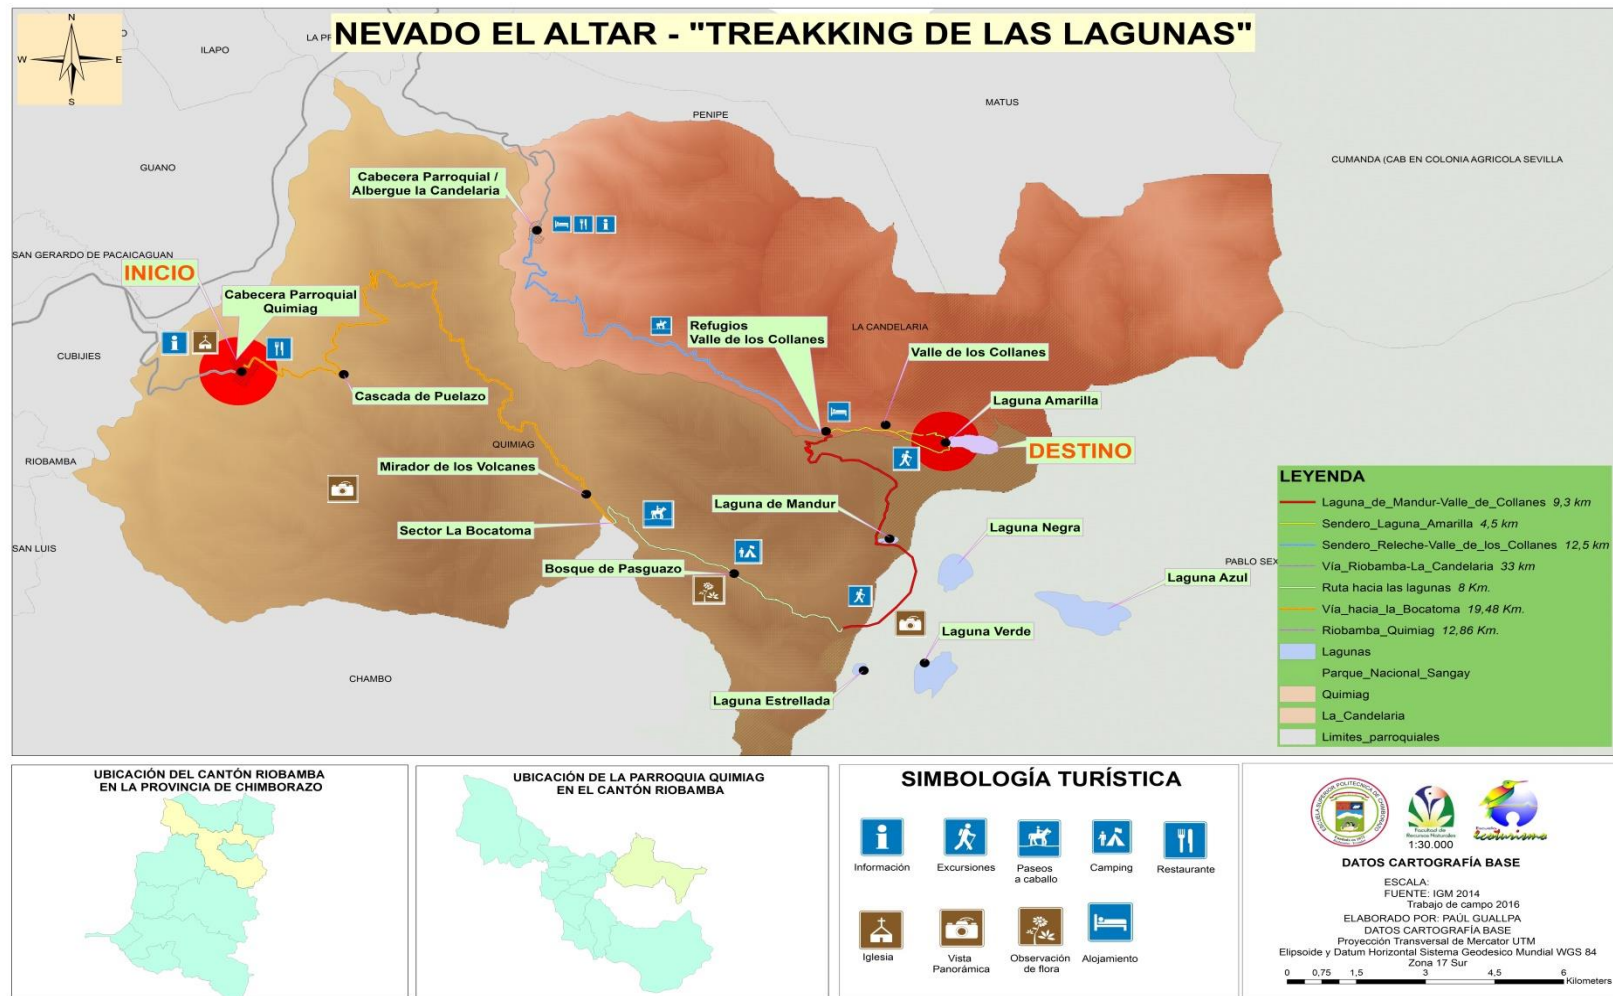 NEVADO EL ALTAR - "TREAKKING DE LAS LAGUNAS"
N
W
E
S
ILAPO
MATUS
PENIPE
GUANO
CUMANDA (CAB EN COLONIA AGRICOLA SEVILLA
Cabecera Parroquial /
Albergue la Candelaria
SAN GERARDO DE PACAICAGUAN
INICIO
Cabecera Parroquial
Quimiag
CUBIJIES
Refugios
Valle de los Collanes
LA CANDELARIA
Valle de los Collanes
Cascada de Puelazo
Laguna Amarilla
QUIMIAG
DESTINO
RIOBAMBA
Mirador de los Volcanes
Laguna de Mandur
Sector La Bocatoma
Laguna Negra
SAN LUIS
Bosque de Pasguazo
PABLO SEX
Laguna Azul
Laguna Verde
CHAMBO
Laguna Estrellada
LEYENDA
Laguna_de_Mandur-Valle_de_Collanes 9,3 km
Sendero_Laguna_Amarilla 4,5 km
Sendero_Releche-Valle_de_los_Collanes 12,5 km
Vía_Riobamba-La_Candelaria 33 km
Ruta hacia las lagunas 8 Km.
Vía_hacia_la_Bocatoma 19,48 Km.
Riobamba_Quimiag 12,86 Km.
Lagunas
Parque_Nacional_Sangay
Quimiag
La_Candelaria
Limites_parroquiales
UBICACIÓN DEL CANTÓN RIOBAMBA
EN LA PROVINCIA DE CHIMBORAZO
UBICACIÓN DE LA PARROQUIA QUIMIAG
EN EL CANTÓN RIOBAMBA
SIMBOLOGÍA TURÍSTICA
Información
Excursiones
Paseos
a caballo
Camping
Restaurante
Iglesia
Vista
Panorámica
Observación
de flora
Alojamiento
ESCUELA SUPERIOR POLITECNICA DE CHIMBORAZO
Facultad de
Recursos Naturales
ecoturismo
1:30.000
DATOS CARTOGRAFÍA BASE
ESCALA:
FUENTE: IGM 2014
Trabajo de campo 2016
ELABORADO POR: PAÚL GUALLPA
DATOS CARTOGRAFÍA BASE
Proyección Transversal de Mercator UTM
Elipsoide y Datum Horizontal Sistema Geodesico Mundial WGS 84
Zona 17 Sur
0 0,75 1,5 3 4,5 6
Kilometers